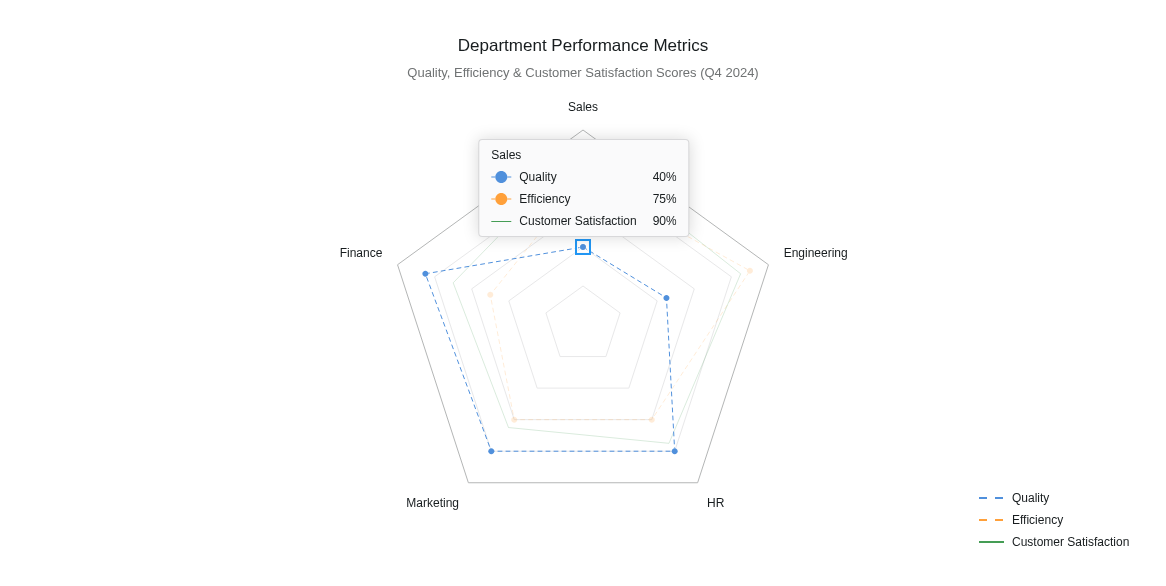 Department Performance Metrics
Quality, Efficiency & Customer Satisfaction Scores (Q4 2024)
Sales
Sales
Quality 40%
Efficiency 75%
Customer Satisfaction 90%
Finance
Engineering
Marketing
HR
Quality
Efficiency
Customer Satisfaction